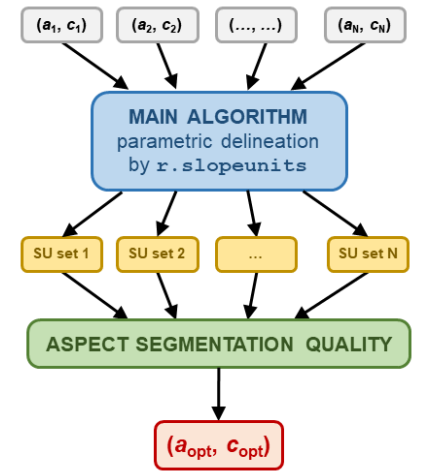 (a₁, c₁) (a₂, c₂) (…, …) (aN, cN)
MAIN ALGORITHM
parametric delineation
by r.slopeunits
SU set 1 SU set 2 … SU set N
ASPECT SEGMENTATION QUALITY
(aopt, copt)